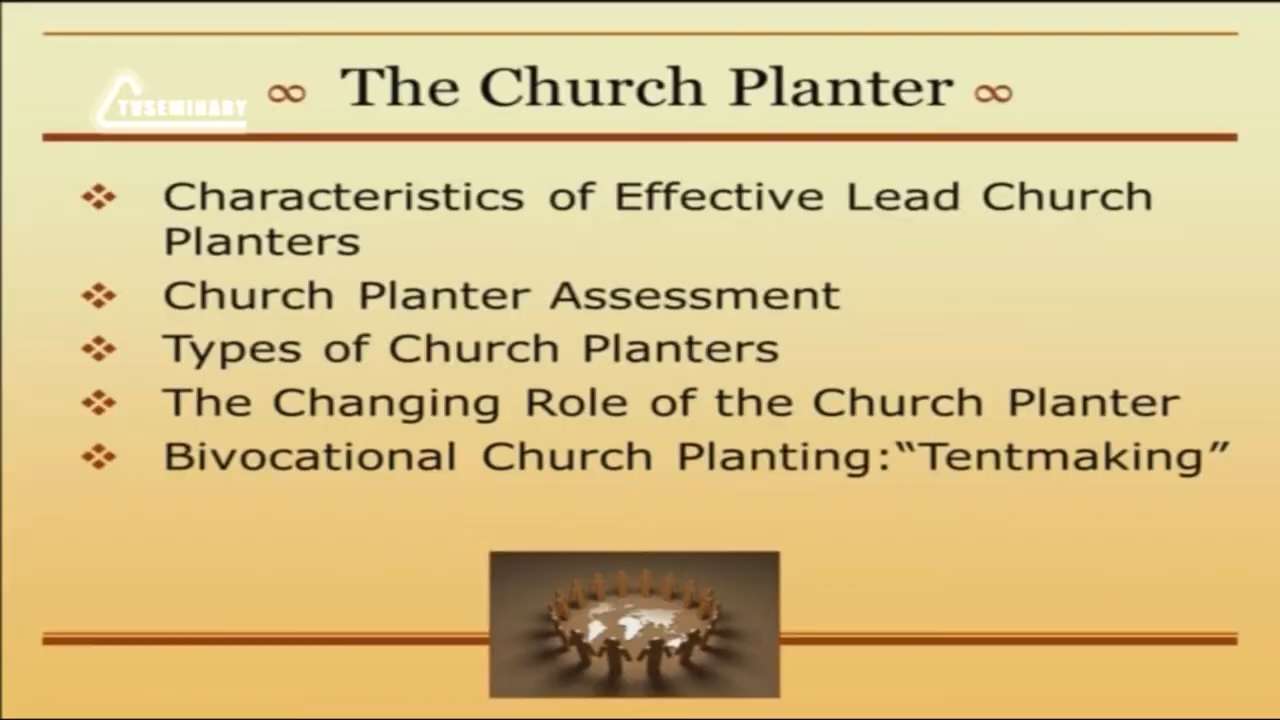 TVSEMINARY
∞ The Church Planter ∞
❖ Characteristics of Effective Lead Church
Planters
❖ Church Planter Assessment
❖ Types of Church Planters
❖ The Changing Role of the Church Planter
❖ Bivocational Church Planting:“Tentmaking”